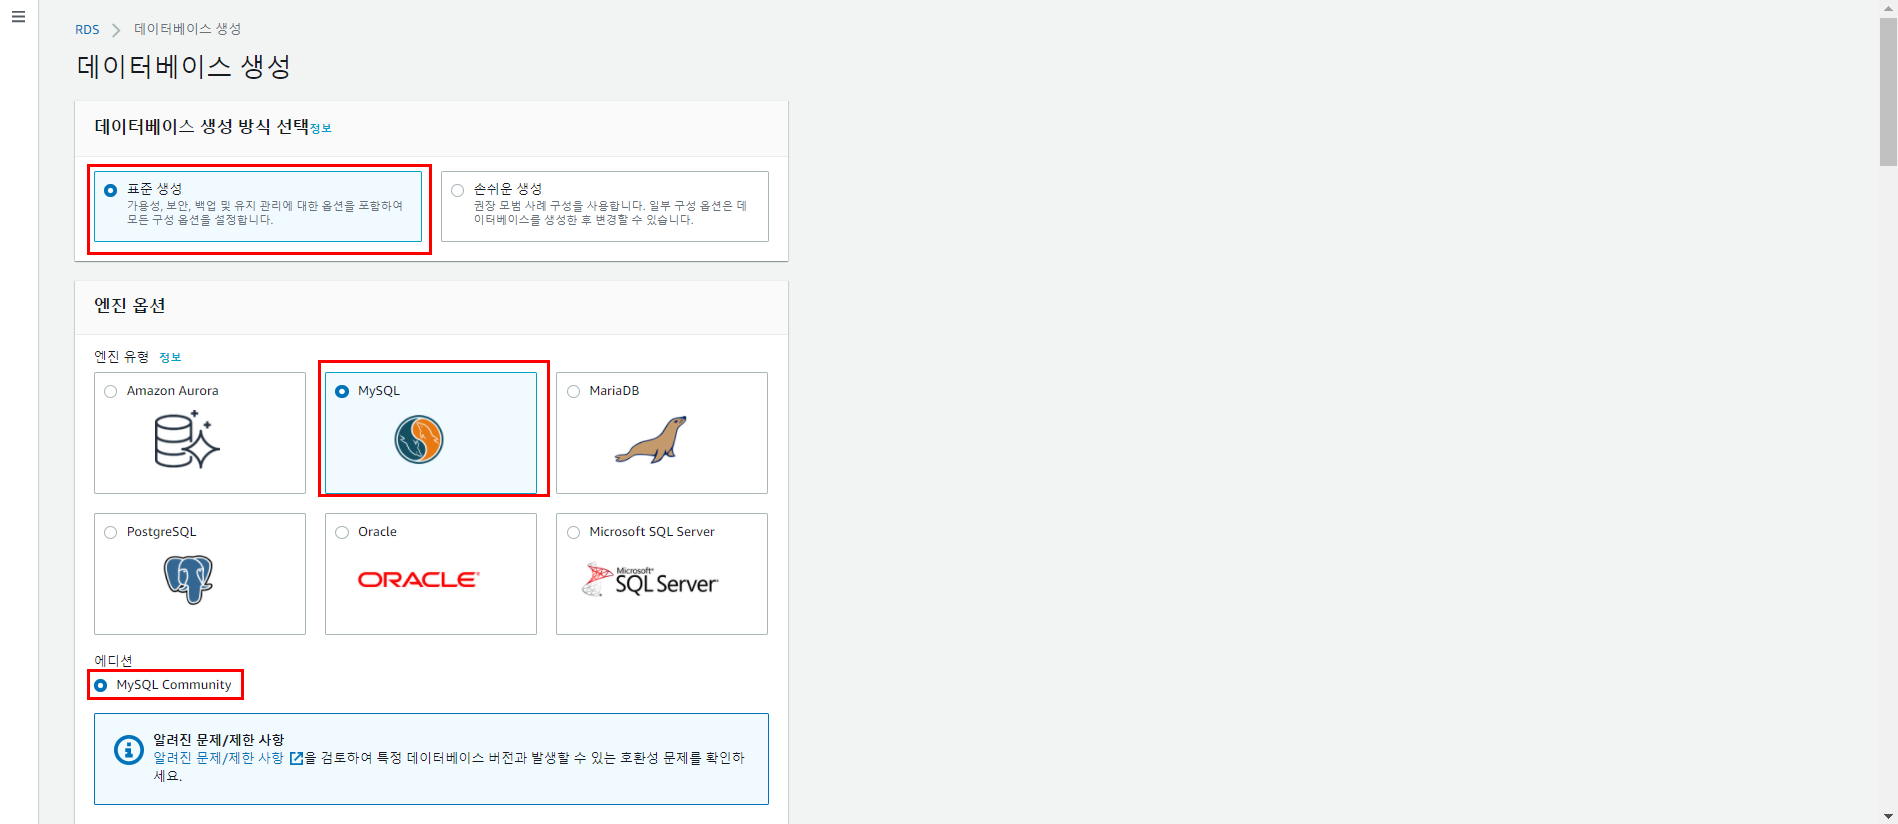 RDS > 데이터베이스 생성
데이터베이스 생성
데이터베이스 생성 방식 선택 정보
표준 생성
가용성, 보안, 백업 및 유지 관리에 대한 옵션을 포함하여
모든 구성 옵션을 설정합니다.
손쉬운 생성
권장 모범 사례 구성을 사용합니다. 일부 구성 옵션은 데
이터베이스를 생성한 후 변경할 수 있습니다.
엔진 옵션
엔진 유형 정보
Amazon Aurora
MySQL
MariaDB
PostgreSQL
Oracle
ORACLE
Microsoft SQL Server
Microsoft
SQL Server
에디션
MySQL Community
알려진 문제/제한 사항
알려진 문제/제한 사항 을 검토하여 특정 데이터베이스 버전과 발생할 수 있는 호환성 문제를 확인하
세요.